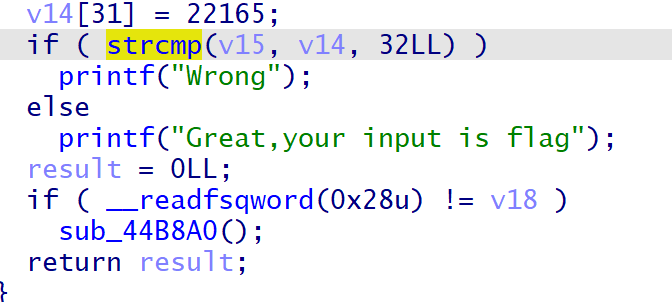 v14[31] = 22165;
if ( strcmp(v15, v14, 32LL) )
printf("Wrong");
else
printf("Great,your input is flag");
result = 0LL;
if ( __readfsqword(0x28u) != v18 )
sub_44B8A0();
return result;
}